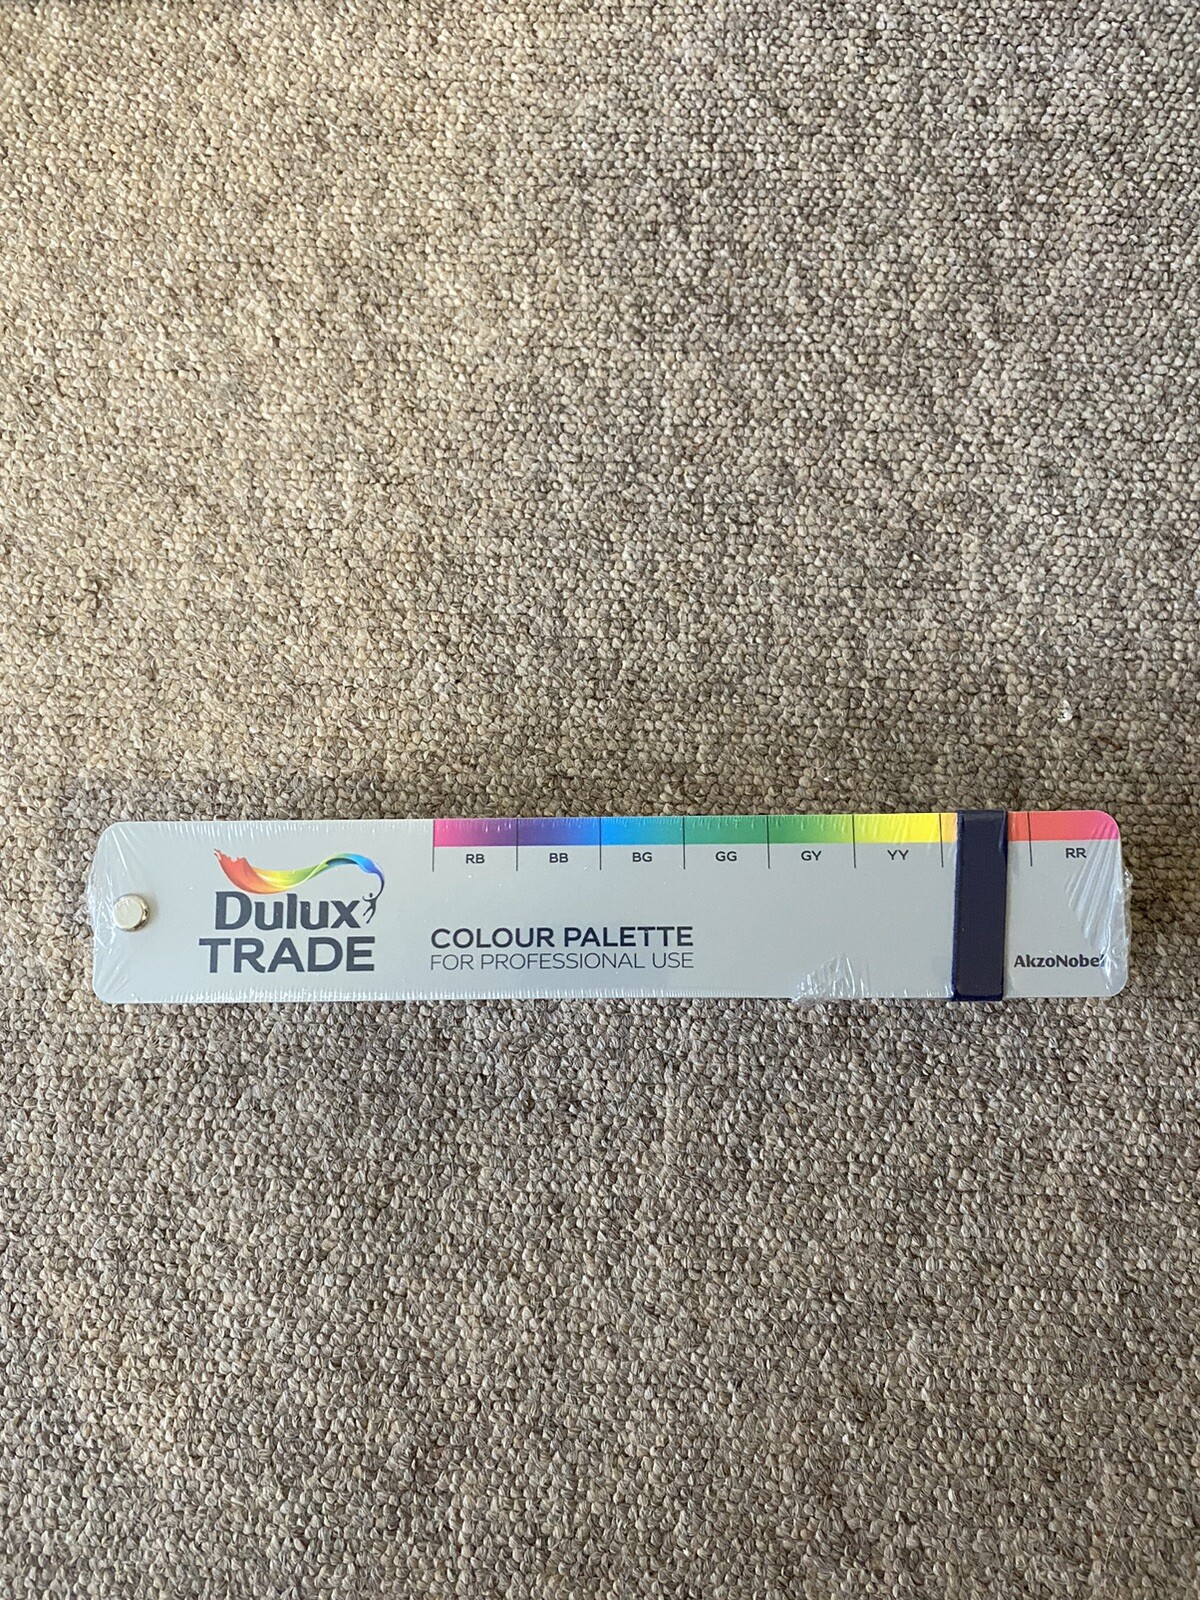 Dulux
TRADE
RB BB BG GG GY YY RR
COLOUR PALETTE
FOR PROFESSIONAL USE
AkzoNobel